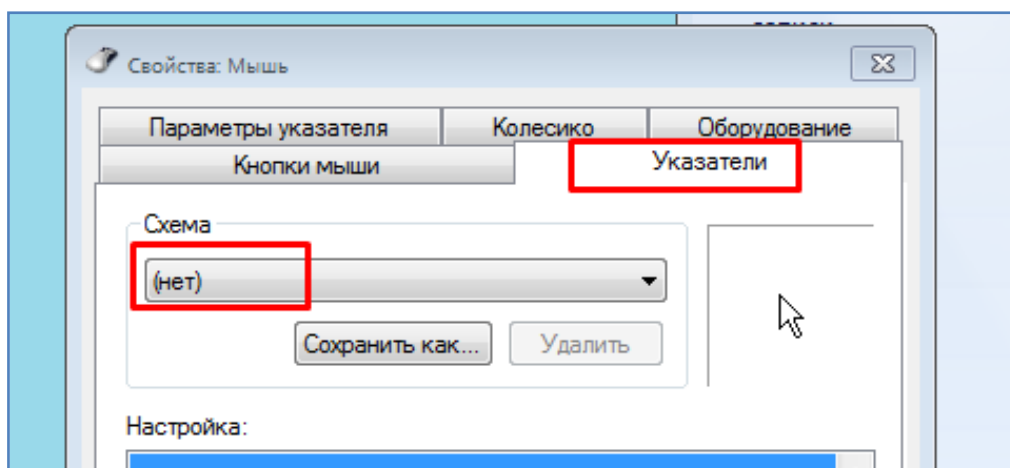 Свойства: Мышь
Параметры указателя Колесико Оборудование
Кнопки мыши Указатели
Схема
(нет)
Сохранить как... Удалить
Настройка: